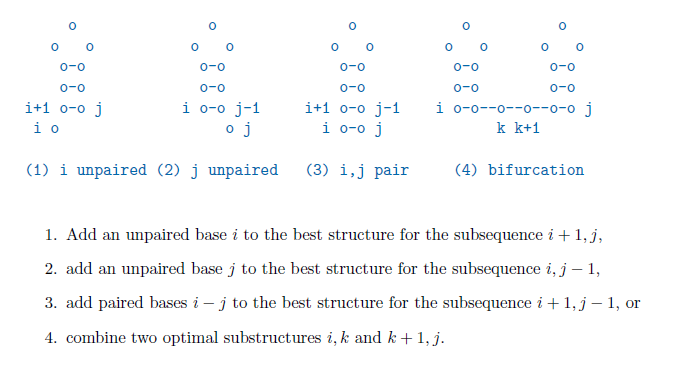 o o o o o
o o o o o o o o o o
o-o o-o o-o o-o o-o
o-o o-o o-o o-o o-o
i+1 o-o j i o-o j-1 i+1 o-o j-1 i o-o--o--o--o-o j
i o o j i o-o j k k+1
(1) i unpaired (2) j unpaired (3) i,j pair (4) bifurcation
1. Add an unpaired base i to the best structure for the subsequence i + 1, j,
2. add an unpaired base j to the best structure for the subsequence i, j − 1,
3. add paired bases i − j to the best structure for the subsequence i + 1, j − 1, or
4. combine two optimal substructures i, k and k + 1, j.